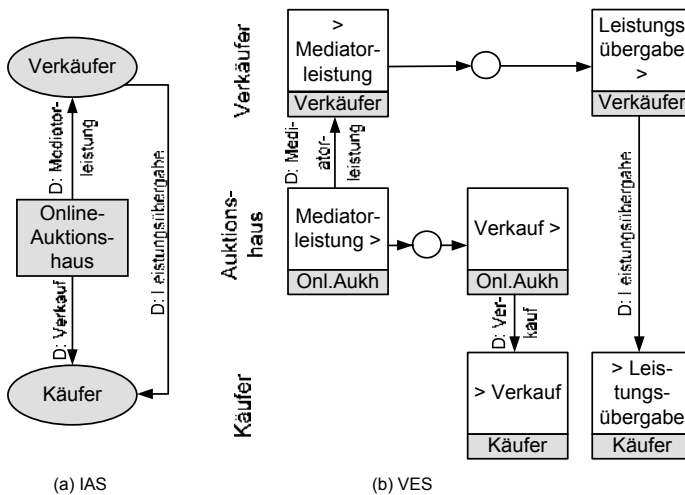 Verkäufer
D: Mediator-
leistung
Online-
Auktions-
haus
D: Verkauf
D: Leistungsübergabe
Käufer
(a) IAS
Verkäufer
>
Mediator-
leistung
Verkäufer
Leistungs
übergabe
>
Verkäufer
D: Medi-
ator-
leistung
Auktions-
haus
Mediator-
leistung >
Onl.Aukh
Verkauf >
Onl.Aukh
D: Ver-
kauf
D: Leistungsübergabe
Käufer
> Verkauf
Käufer
> Leis-
tungs-
übergabe
Käufer
(b) VES